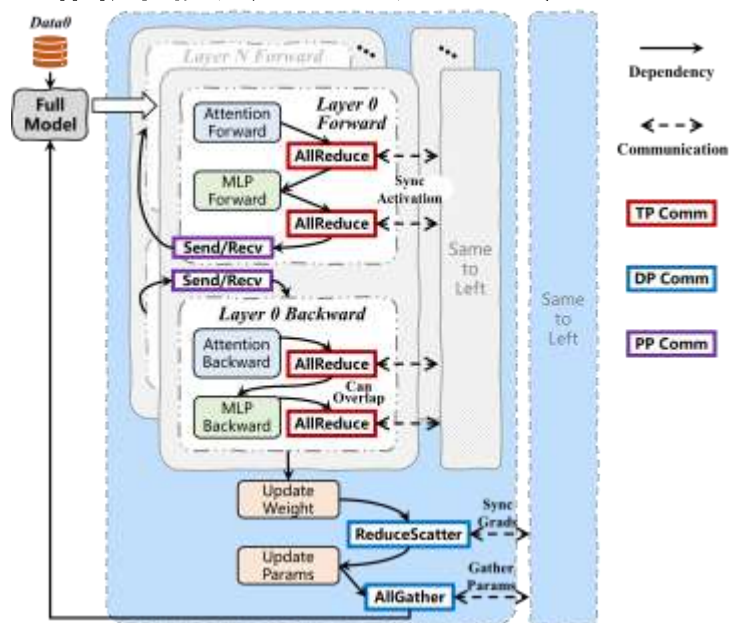 Data0
Full
Model
Layer N Forward
...
...
Layer 0
Forward
Attention
Forward
AllReduce
MLP
Forward
Sync
Activation
AllReduce
Send/Recv
Send/Recv
Layer 0 Backward
Attention
Backward
AllReduce
Can
Overlap
MLP
Backward
AllReduce
Same
to
Left
Same
to
Left
Update
Weight
Sync
Grads
ReduceScatter
Update
Params
Gather
Params
AllGather
Dependency
Communication
TP Comm
DP Comm
PP Comm